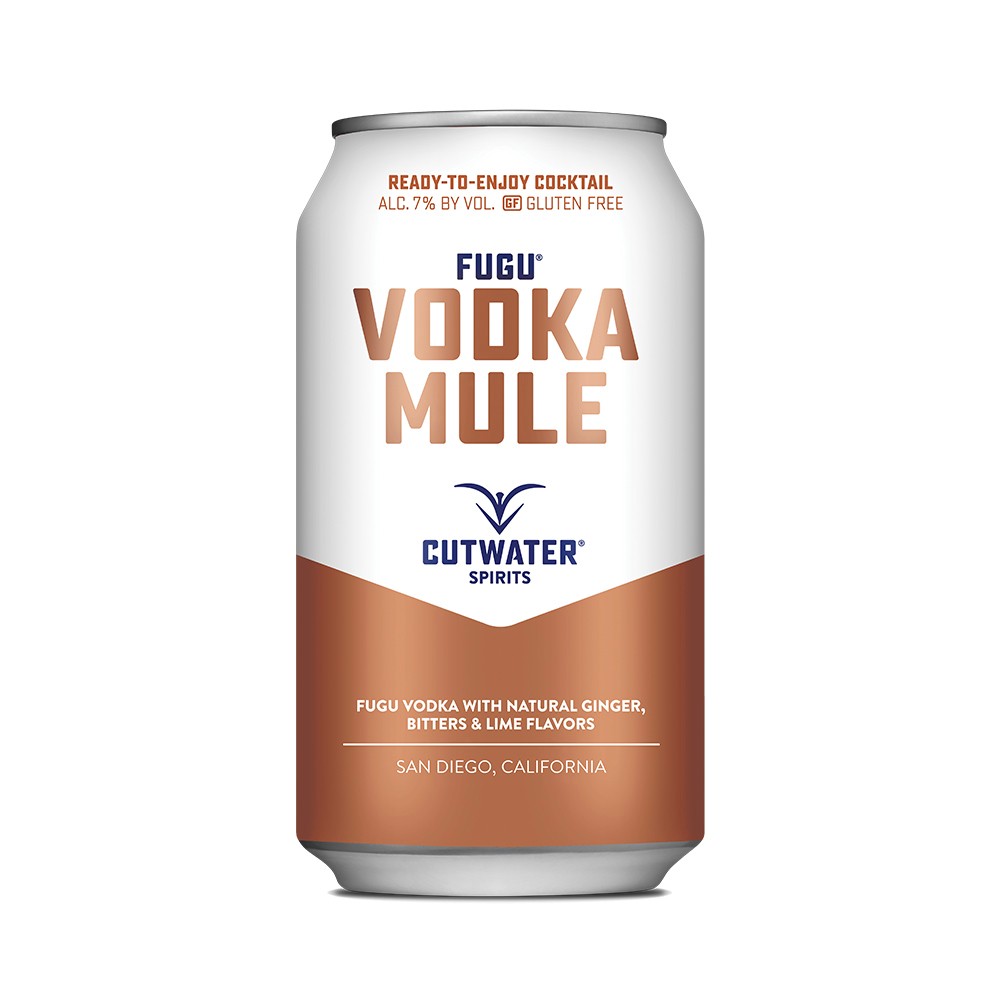 READY-TO-ENJOY COCKTAIL
ALC. 7% BY VOL. GF GLUTEN FREE
FUGU®
VODKA
MULE
CUTWATER®
SPIRITS
FUGU VODKA WITH NATURAL GINGER,
BITTERS & LIME FLAVORS
SAN DIEGO, CALIFORNIA